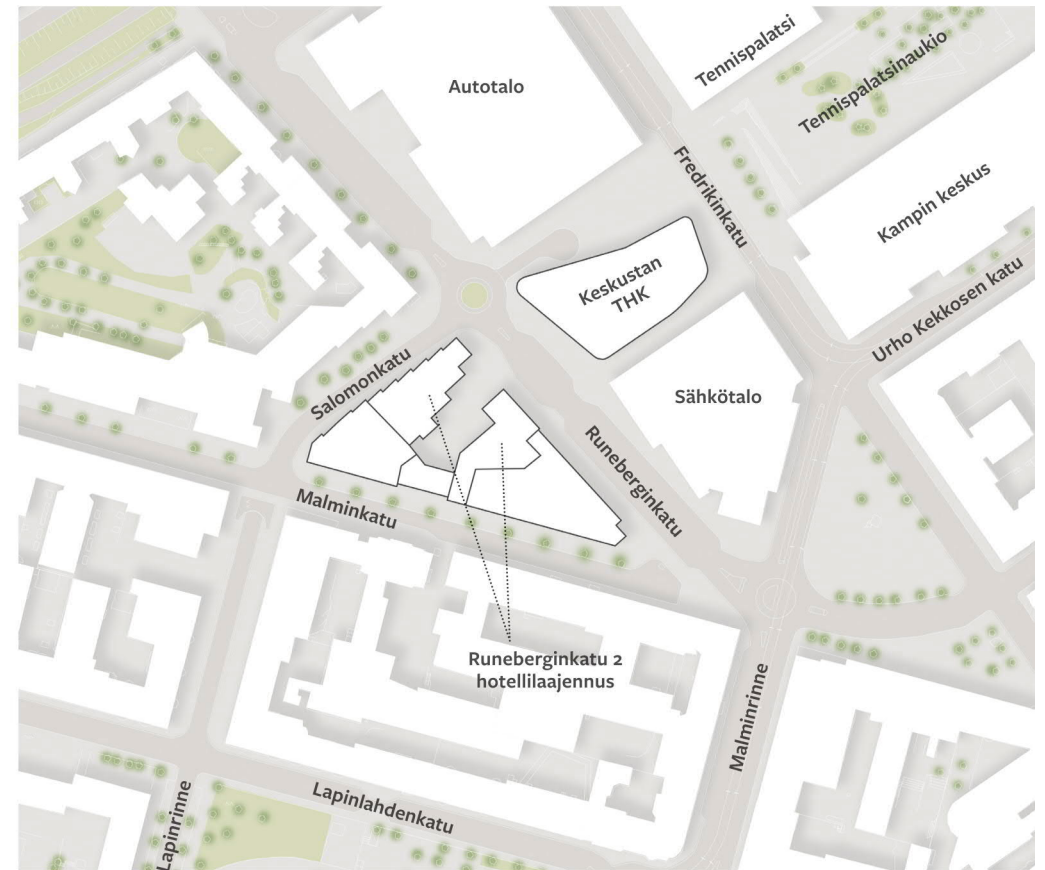 Tennispalatsi
Autotalo
Tennispalatsinaukio
Fredrikinkatu
Kampin keskus
Keskustan
THK
Urho Kekkosen katu
Salomonkatu
Sähkötalo
Runeberginkatu
Malminkatu
Runeberginkatu 2
hotellilaajennus
Malminrinne
Lapinlahdenkatu
Lapinrinne